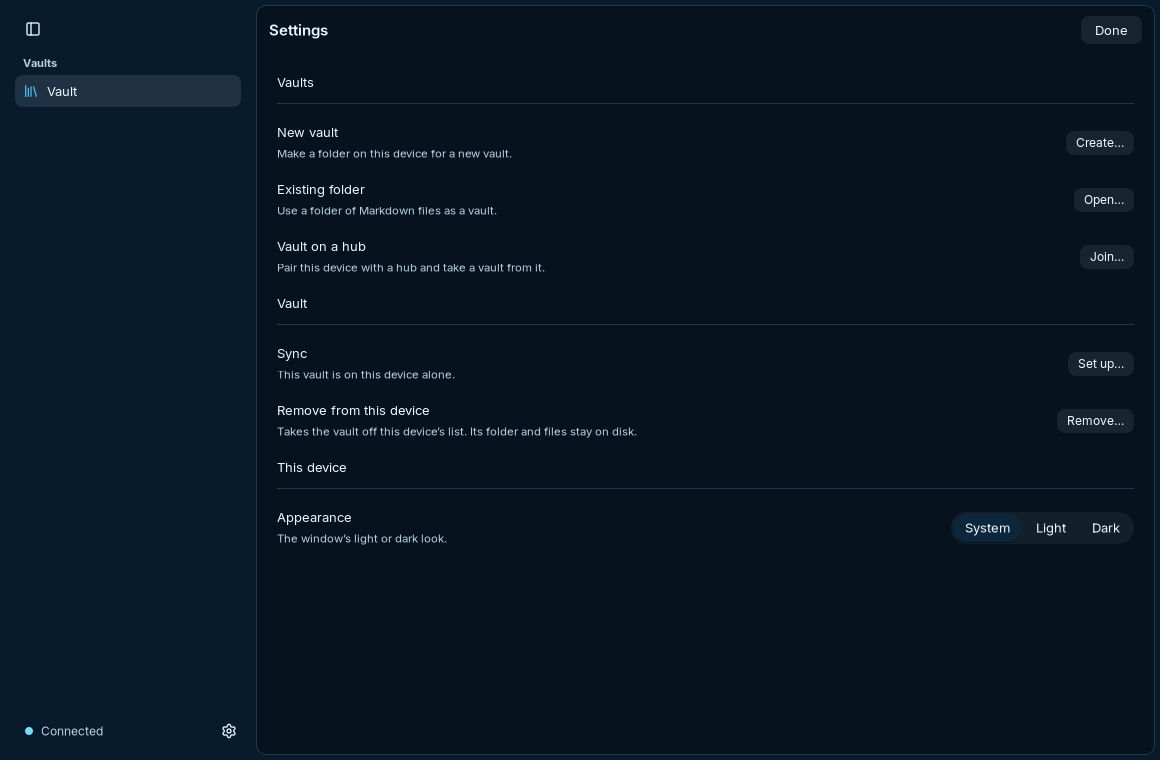 Settings
Done
Vaults
Vault
Vaults
New vault
Make a folder on this device for a new vault.
Create...
Existing folder
Use a folder of Markdown files as a vault.
Open...
Vault on a hub
Pair this device with a hub and take a vault from it.
Join...
Vault
Sync
This vault is on this device alone.
Set up...
Remove from this device
Takes the vault off this device’s list. Its folder and files stay on disk.
Remove...
This device
Appearance
The window’s light or dark look.
System
Light
Dark
Connected